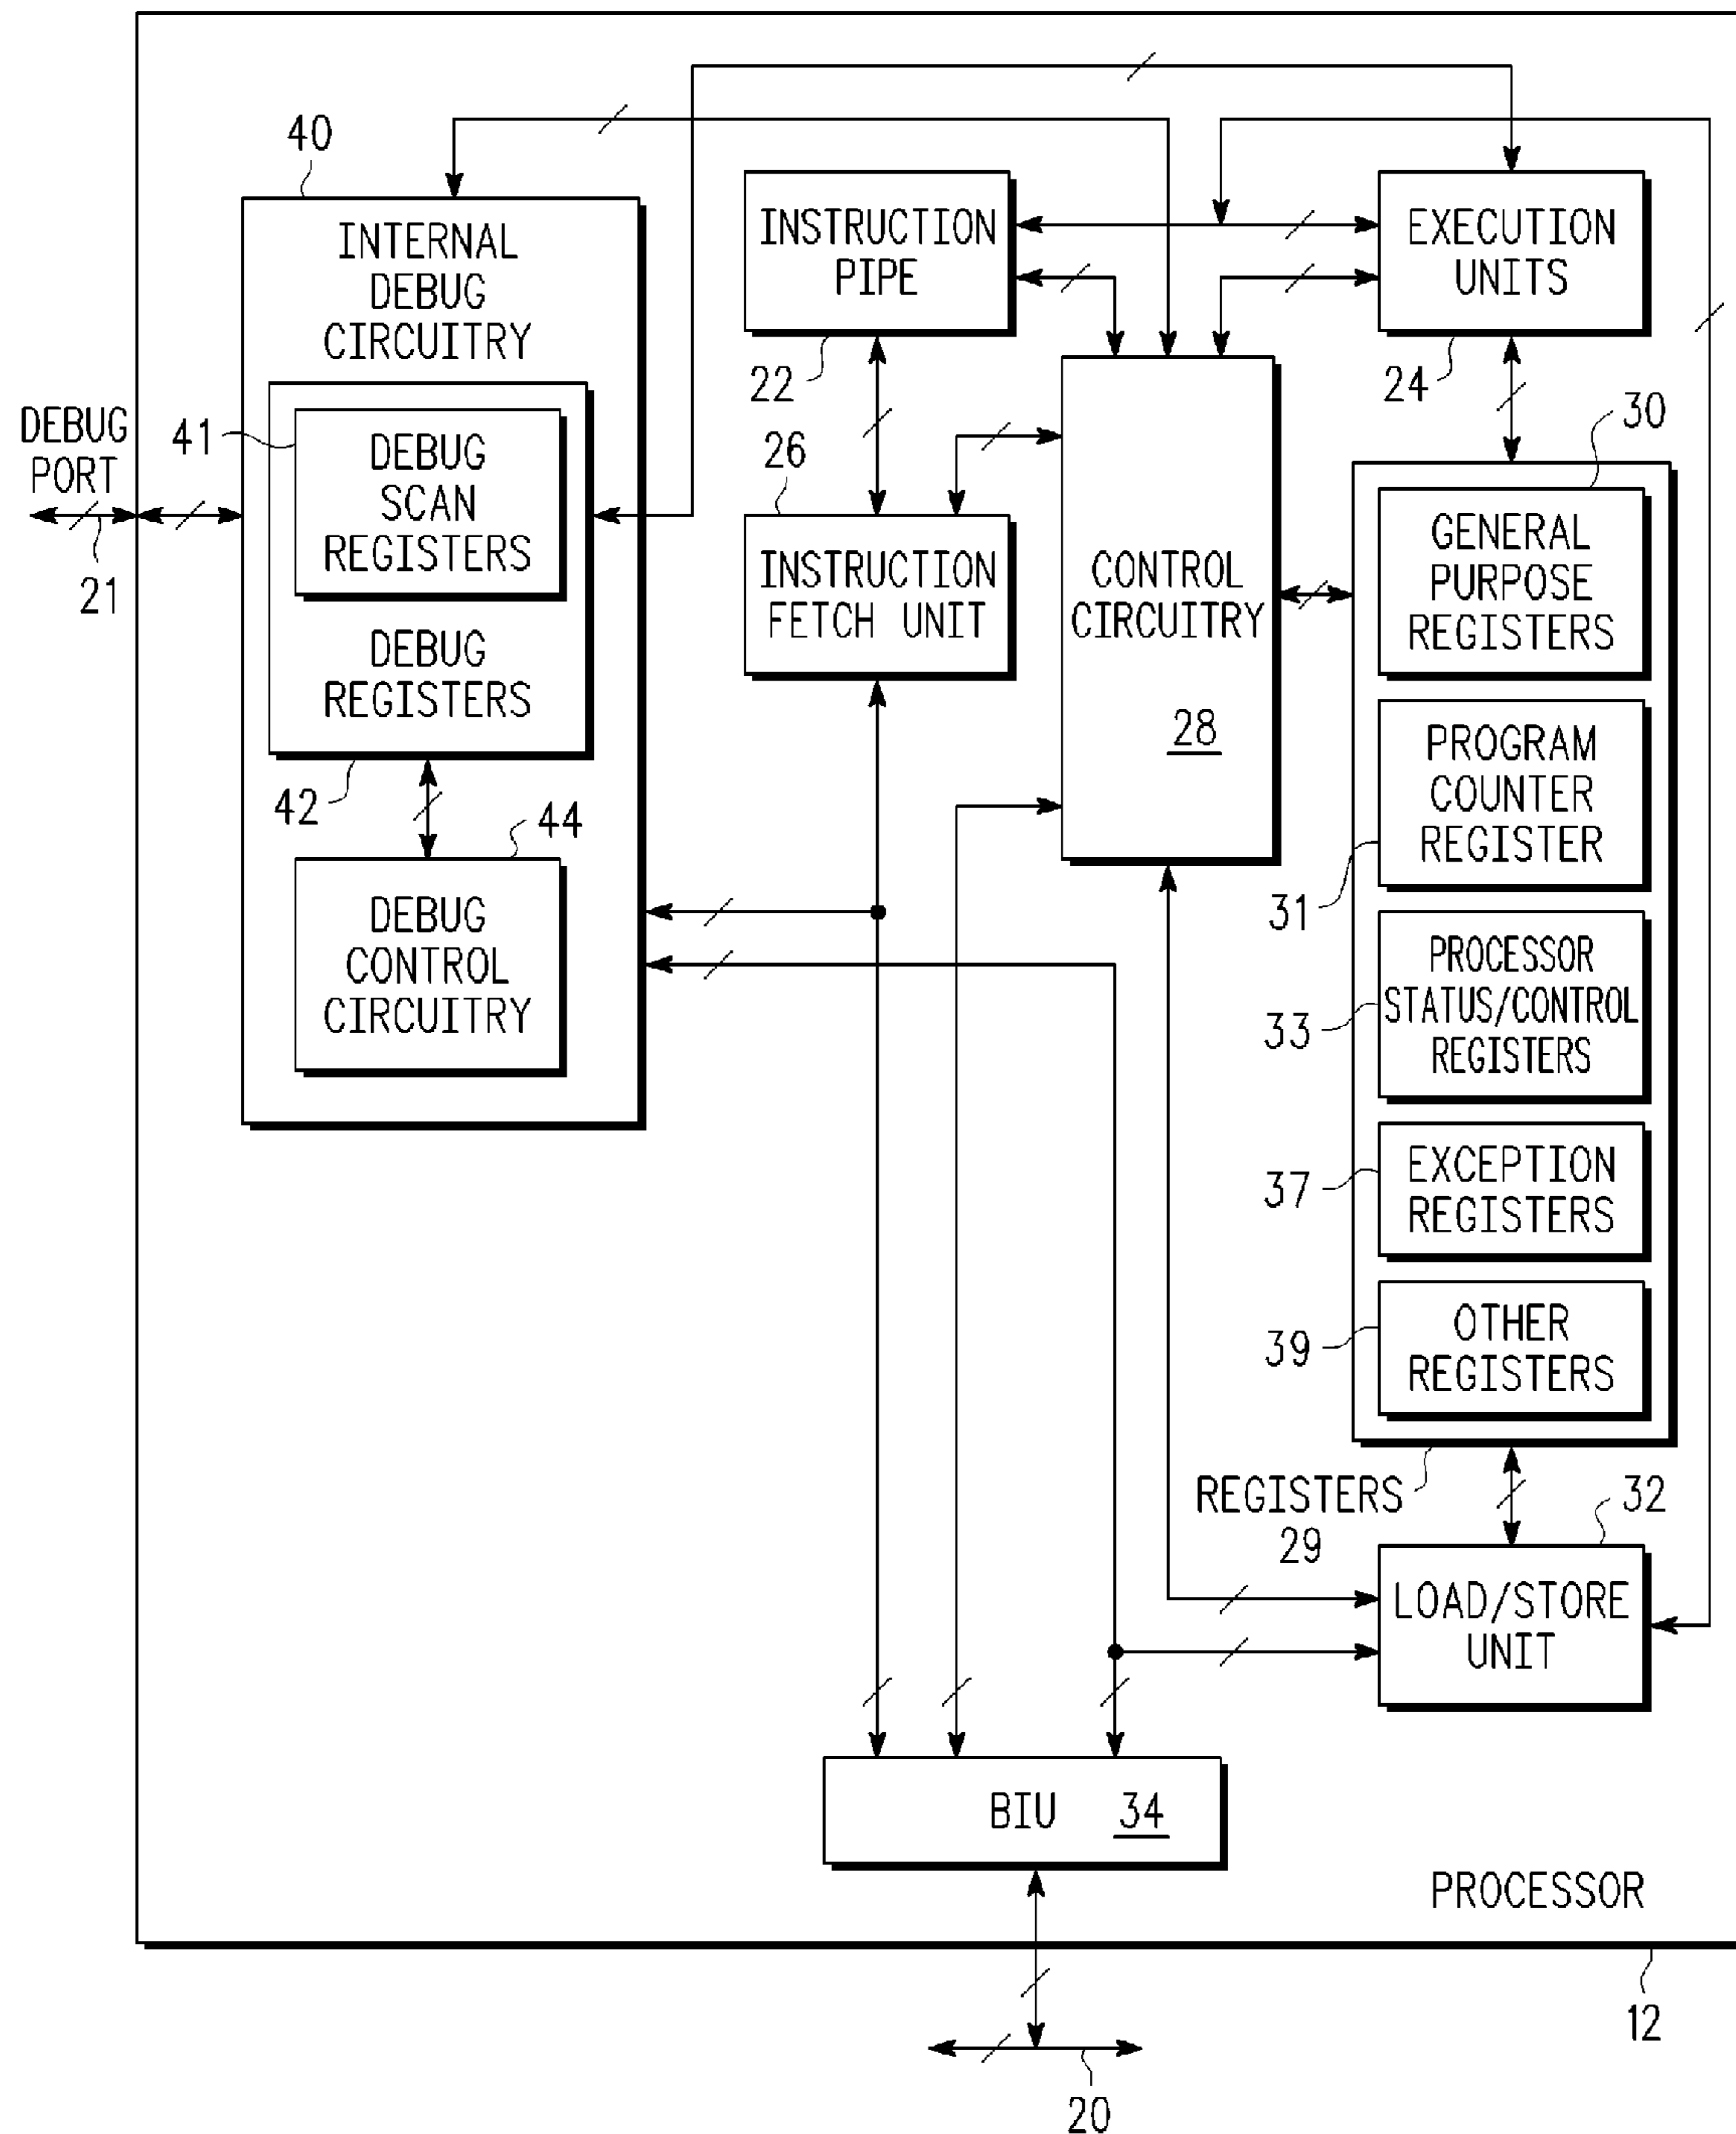 40
INTERNAL
DEBUG
CIRCUITRY
41
DEBUG
SCAN
REGISTERS
DEBUG
REGISTERS
42
44
DEBUG
CONTROL
CIRCUITRY
DEBUG
PORT
21
INSTRUCTION
PIPE
22
26
INSTRUCTION
FETCH UNIT
CONTROL
CIRCUITRY
28
EXECUTION
UNITS
24
30
GENERAL
PURPOSE
REGISTERS
PROGRAM
COUNTER
REGISTER
31
PROCESSOR
STATUS/CONTROL
REGISTERS
33
EXCEPTION
REGISTERS
37
OTHER
REGISTERS
39
REGISTERS
29
32
LOAD/STORE
UNIT
BIU 34
PROCESSOR
12
20